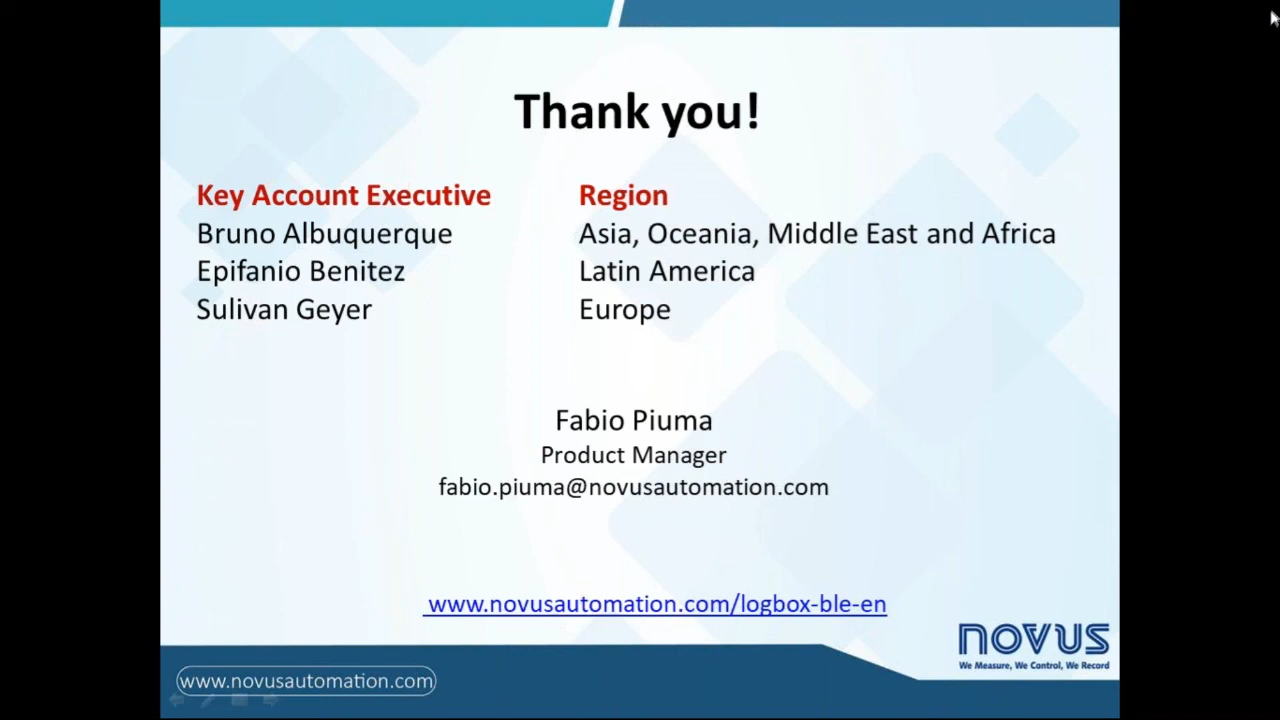 Thank you!
Key Account Executive Region
Bruno Albuquerque Asia, Oceania, Middle East and Africa
Epifanio Benitez Latin America
Sulivan Geyer Europe
Fabio Piuma
Product Manager
fabio.piuma@novusautomation.com
www.novusautomation.com/logbox-ble-en
novus
We Measure, We Control, We Record
www.novusautomation.com